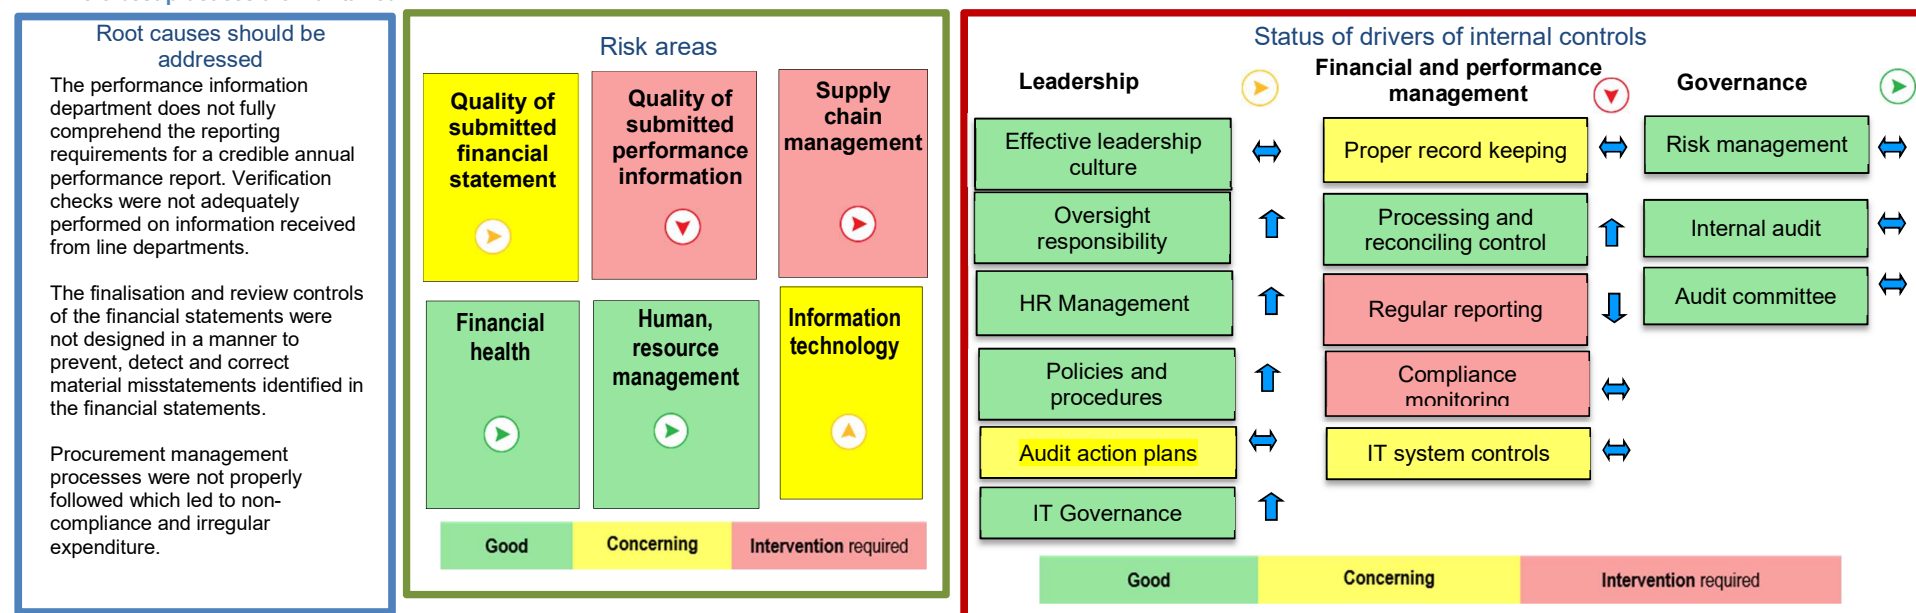 Root causes should be
addressed
The performance information
department does not fully
comprehend the reporting
requirements for a credible annual
performance report. Verification
checks were not adequately
performed on information received
from line departments.
The finalisation and review controls
of the financial statements were
not designed in a manner to
prevent, detect and correct
material misstatements identified in
the financial statements.
Procurement management
processes were not properly
followed which led to non-
compliance and irregular
expenditure.
Risk areas
Quality of
submitted
financial
statement
Quality of
submitted
performance
information
Supply
chain
management
Financial
health
Human,
resource
management
Information
technology
Good
Concerning
Intervention required
Status of drivers of internal controls
Leadership
Effective leadership
culture
Oversight
responsibility
HR Management
Policies and
procedures
Audit action plans
IT Governance
Financial and performance
management
Proper record keeping
Processing and
reconciling control
Regular reporting
Compliance
monitoring
IT system controls
Governance
Risk management
Internal audit
Audit committee
Good
Concerning
Intervention required